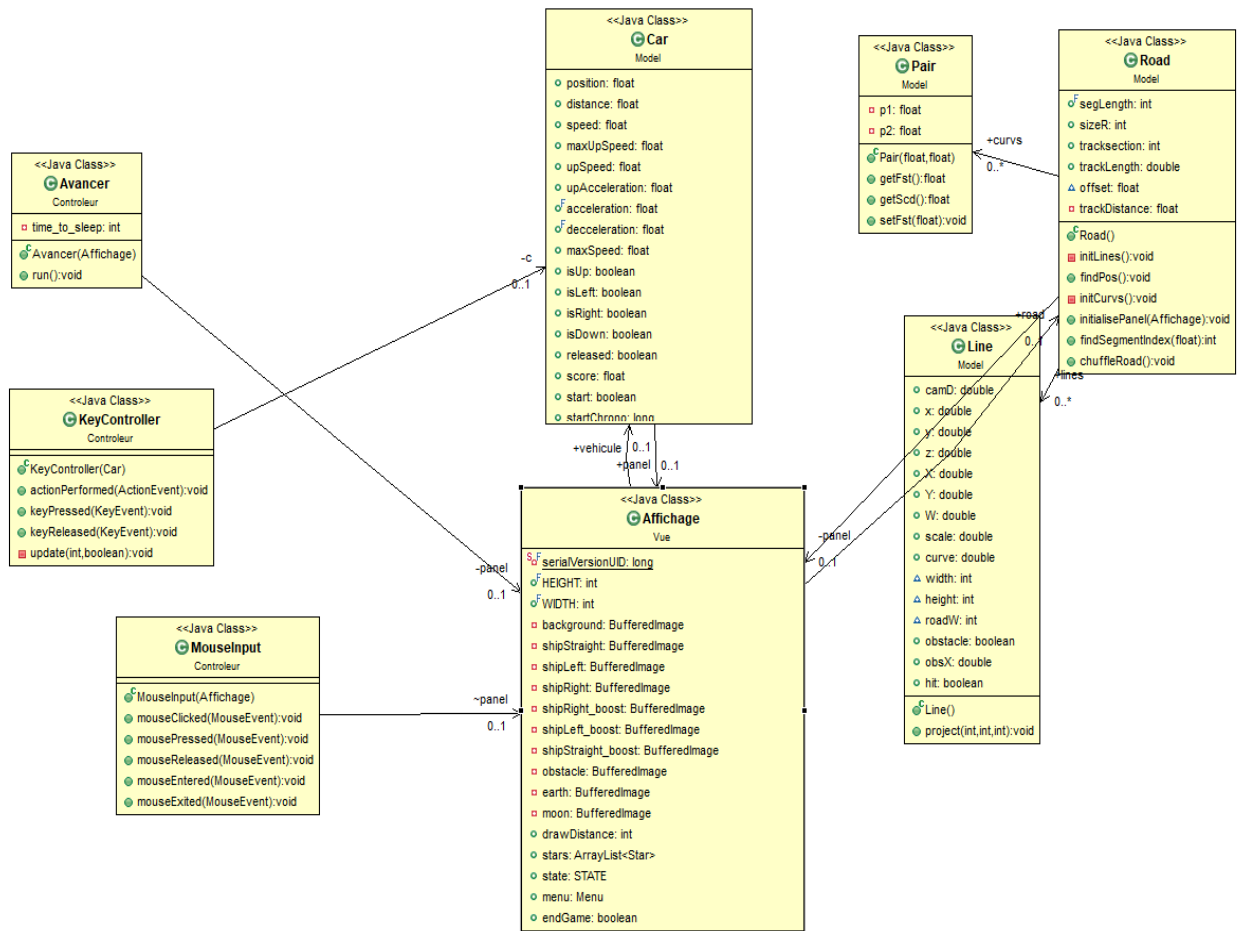 <<Java Class>>
Car
Model
position: float
distance: float
speed: float
maxUpSpeed: float
upSpeed: float
upAcceleration: float
acceleration: float
decceleration: float
maxSpeed: float
isUp: boolean
isLeft: boolean
isRight: boolean
isDown: boolean
released: boolean
score: float
start: boolean
startChrono: long
<<Java Class>>
Pair
Model
p1: float
p2: float
Pair(float,float)
getFst():float
getScd():float
setFst(float):void
+curvs
0..*
<<Java Class>>
Road
Model
segLength: int
sizeR: int
tracksection: int
trackLength: double
offset: float
trackDistance: float
Road()
initLines():void
findPos():void
initCurvs():void
initialisePanel(Affichage):void
findSegmentIndex(float):int
chuffleRoad():void
<<Java Class>>
Avancer
Controleur
time_to_sleep: int
Avancer(Affichage)
run():void
-c
0..1
+road
0..1
+lines
0..*
<<Java Class>>
Line
Model
camD: double
x: double
y: double
z: double
X: double
Y: double
W: double
scale: double
curve: double
width: int
height: int
roadW: int
obstacle: boolean
obsX: double
hit: boolean
Line()
project(int,int,int):void
<<Java Class>>
KeyController
Controleur
KeyController(Car)
actionPerformed(ActionEvent):void
keyPressed(KeyEvent):void
keyReleased(KeyEvent):void
update(int,boolean):void
+vehicule
0..1
+panel
0..1
-panel
0..1
-panel
0..1
<<Java Class>>
MouseInput
Controleur
MouseInput(Affichage)
mouseClicked(MouseEvent):void
mousePressed(MouseEvent):void
mouseReleased(MouseEvent):void
mouseEntered(MouseEvent):void
mouseExited(MouseEvent):void
~panel
0..1
<<Java Class>>
Affichage
Vue
serialVersionUID: long
HEIGHT: int
WIDTH: int
background: BufferedImage
shipStraight: BufferedImage
shipLeft: BufferedImage
shipRight: BufferedImage
shipRight_boost: BufferedImage
shipLeft_boost: BufferedImage
shipStraight_boost: BufferedImage
obstacle: BufferedImage
earth: BufferedImage
moon: BufferedImage
drawDistance: int
stars: ArrayList<Star>
state: STATE
menu: Menu
endGame: boolean